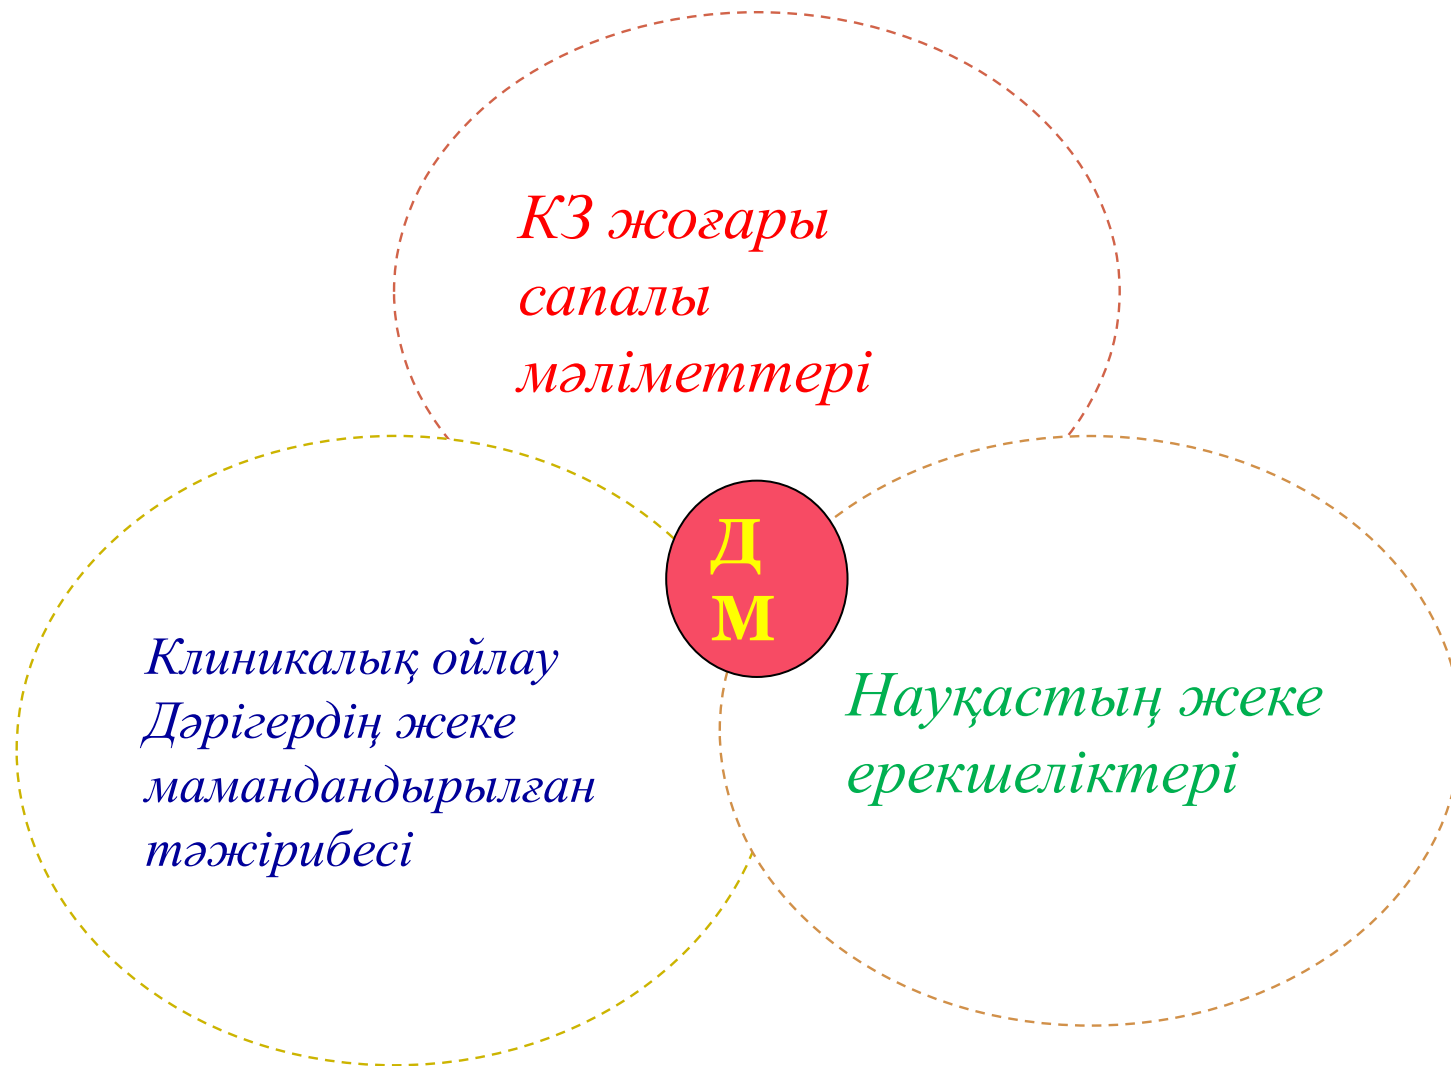 КЗ жоғары
сапалы
мәліметтері
Д
М
Клиникалық ойлау
Дәрігердің жеке
мамандандырылған
тәжірибесі
Науқастың жеке
ерекшеліктері